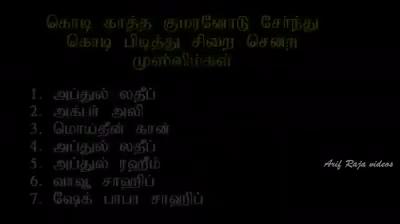 கொடி காத்த குமரனோடு சேர்ந்து
கொடி பிடித்து சிறை சென்ற
முஸ்லிம்கள்
1. அப்துல் லதீப்
2. அக்பர் அலி
3. மொய்தீன் கான்
4. அப்துல் லதீப்
5. அப்துல் ரஹீம்
6. வாவூ சாஹிப்
7. ஷேக் பாபா சாஹிப்
Arif Raja videos